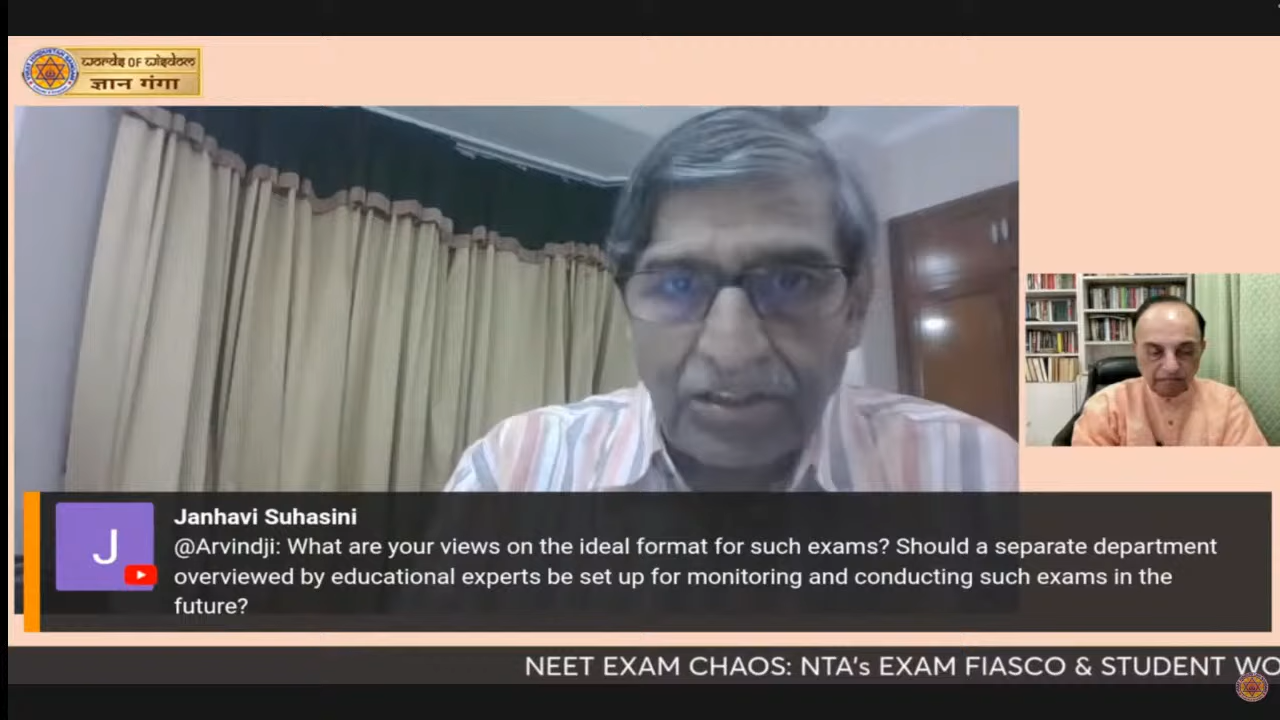 words OF wisdom
ज्ञान गंगा
J
Janhavi Suhasini
@Arvindji: What are your views on the ideal format for such exams? Should a separate department
overviewed by educational experts be set up for monitoring and conducting such exams in the
future?
NEET EXAM CHAOS: NTA's EXAM FIASCO & STUDENT WO